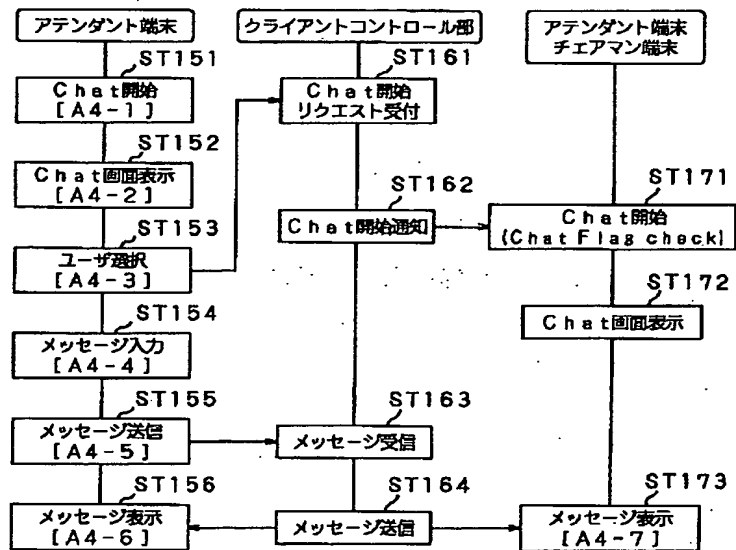 アテンダント端末
クライアントコントロール部
アテンダント端末
チェアマン端末
ST151
Chat開始
[A4-1]
ST161
Chat開始
リクエスト受付
ST152
Chat画面表示
[A4-2]
ST162
Chat開始通知
ST171
Chat開始
(Chat Flag check)
ST153
ユーザ選択
[A4-3]
ST172
Chat画面表示
ST154
メッセージ入力
[A4-4]
ST155
メッセージ送信
[A4-5]
ST163
メッセージ受信
ST156
メッセージ表示
[A4-6]
ST164
メッセージ送信
ST173
メッセージ表示
[A4-7]